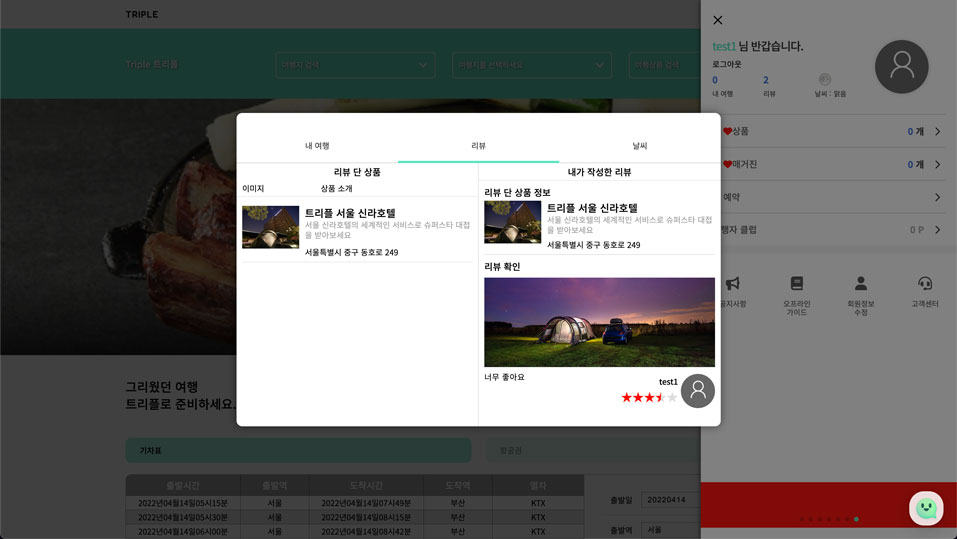 TRIPLE
Triple 트리플
여행지 검색
여행지를 선택하세요
여행상품 검색
test1 님 반갑습니다.
로그아웃
0
2
내 여행
리뷰
날씨 : 맑음
상품
0 개
매거진
0 개
예약
행자 클럽
0 P
공지사항
오프라인
가이드
회원정보
수정
고객센터
내 여행
리뷰
날씨
리뷰 단 상품
이미지
상품 소개
트리플 서울 신라호텔
서울 신라호텔의 세계적인 서비스로 슈퍼스타 대접
을 받아보세요
서울특별시 중구 동호로 249
내가 작성한 리뷰
리뷰 단 상품 정보
트리플 서울 신라호텔
서울 신라호텔의 세계적인 서비스로 슈퍼스타 대접
을 받아보세요
서울특별시 중구 동호로 249
리뷰 확인
너무 좋아요
test1
그리웠던 여행
트리플로 준비하세요.
기차표
항공권
출발시간
출발역
도착시간
도착역
열차
2022년04월14일05시15분
서울
2022년04월14일07시49분
부산
KTX
2022년04월14일05시30분
서울
2022년04월14일08시15분
부산
KTX
2022년04월14일06시00분
서울
2022년04월14일08시42분
부산
KTX
출발일
20220414
출발역
서울